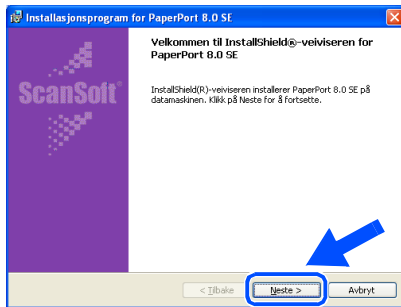 Installasjonsprogram for PaperPort 8.0 SE
Velkommen til InstallShield®-veiviseren for
PaperPort 8.0 SE
ScanSoft®
InstallShield(R)-veiviseren installerer PaperPort 8.0 SE på
datamaskinen. Klikk på Neste for å fortsette.
< Tilbake
Neste >
Avbryt